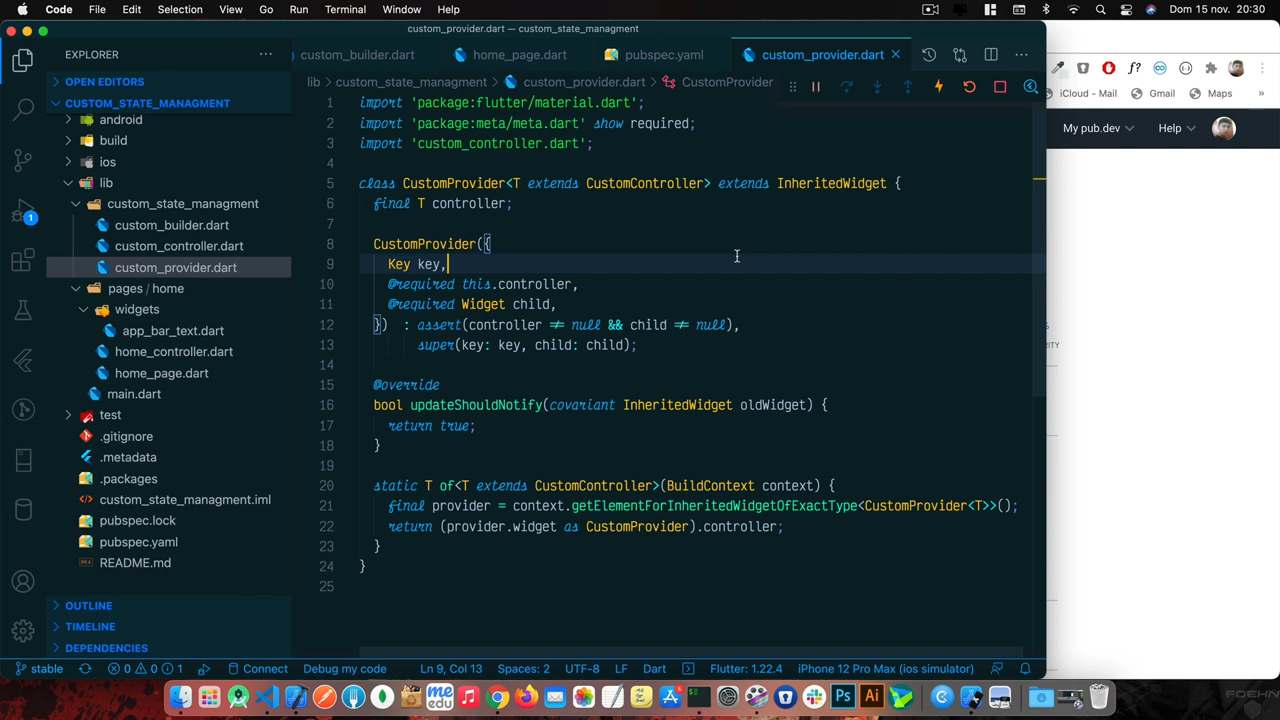 Code File Edit Selection View Go Run Terminal Window Help Dom 15 nov. 20:30
custom_provider.dart — custom_state_managment
EXPLORER
OPEN EDITORS
CUSTOM_STATE_MANAGMENT
android
build
ios
lib
custom_state_managment
custom_builder.dart
custom_controller.dart
custom_provider.dart
pages / home
widgets
app_bar_text.dart
home_controller.dart
home_page.dart
main.dart
test
.gitignore
.metadata
.packages
custom_state_managment.iml
pubspec.lock
pubspec.yaml
README.md
OUTLINE
TIMELINE
DEPENDENCIES
1
custom_builder.dart home_page.dart pubspec.yaml custom_provider.dart
lib › custom_state_managment › custom_provider.dart › CustomProvider
1 import 'package:flutter/material.dart';
2 import 'package:meta/meta.dart' show required;
3 import 'custom_controller.dart';
4
5 class CustomProvider<T extends CustomController> extends InheritedWidget {
6 final T controller;
7
8 CustomProvider({
9 Key key,
10 @required this.controller,
11 @required Widget child,
12 }) : assert(controller != null && child != null),
13 super(key: key, child: child);
14
15 @override
16 bool updateShouldNotify(covariant InheritedWidget oldWidget) {
17 return true;
18 }
19
20 static T of<T extends CustomController>(BuildContext context) {
21 final provider = context.getElementForInheritedWidgetOfExactType<CustomProvider<T>>();
22 return (provider.widget as CustomProvider).controller;
23 }
24 }
25
iCloud - Mail Gmail Maps »
My pub.dev Help
ITY
stable 0 0 1 Connect Debug my code Ln 9, Col 13 Spaces: 2 UTF-8 LF Dart Flutter: 1.22.4 iPhone 12 Pro Max (ios simulator)
me edu
Ps Ai
FOEHN